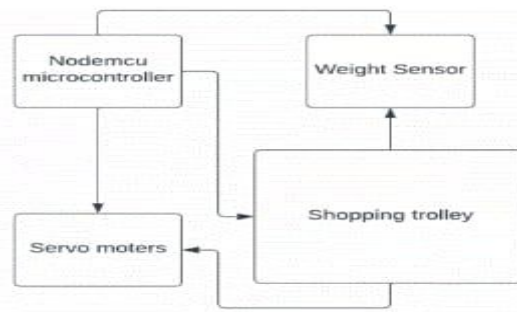 Nodemcu
microcontroller
Weight Sensor
Shopping trolley
Servo moters